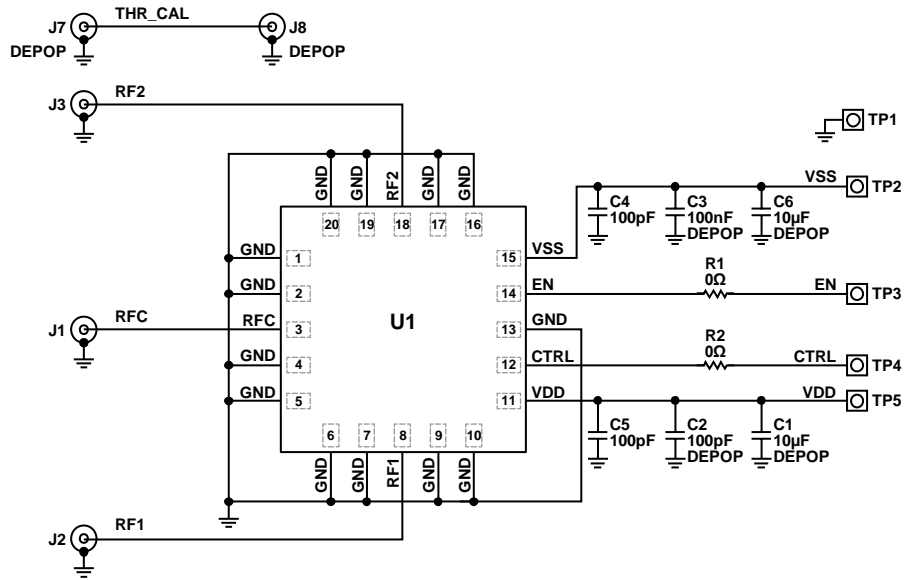 J7
THR_CAL
J8
DEPOP
DEPOP
J3
RF2
TP1
GND
GND
RF2
GND
GND
VSS
TP2
20
19
18
17
16
C4
100pF
C3
100nF
DEPOP
C6
10µF
DEPOP
GND
1
15
VSS
R1
0Ω
GND
2
14
EN
EN
TP3
J1
RFC
RFC
3
U1
13
GND
R2
0Ω
GND
4
12
CTRL
CTRL
TP4
GND
5
11
VDD
VDD
TP5
6
7
8
9
10
C5
100pF
C2
100pF
DEPOP
C1
10µF
DEPOP
GND
GND
RF1
GND
GND
J2
RF1